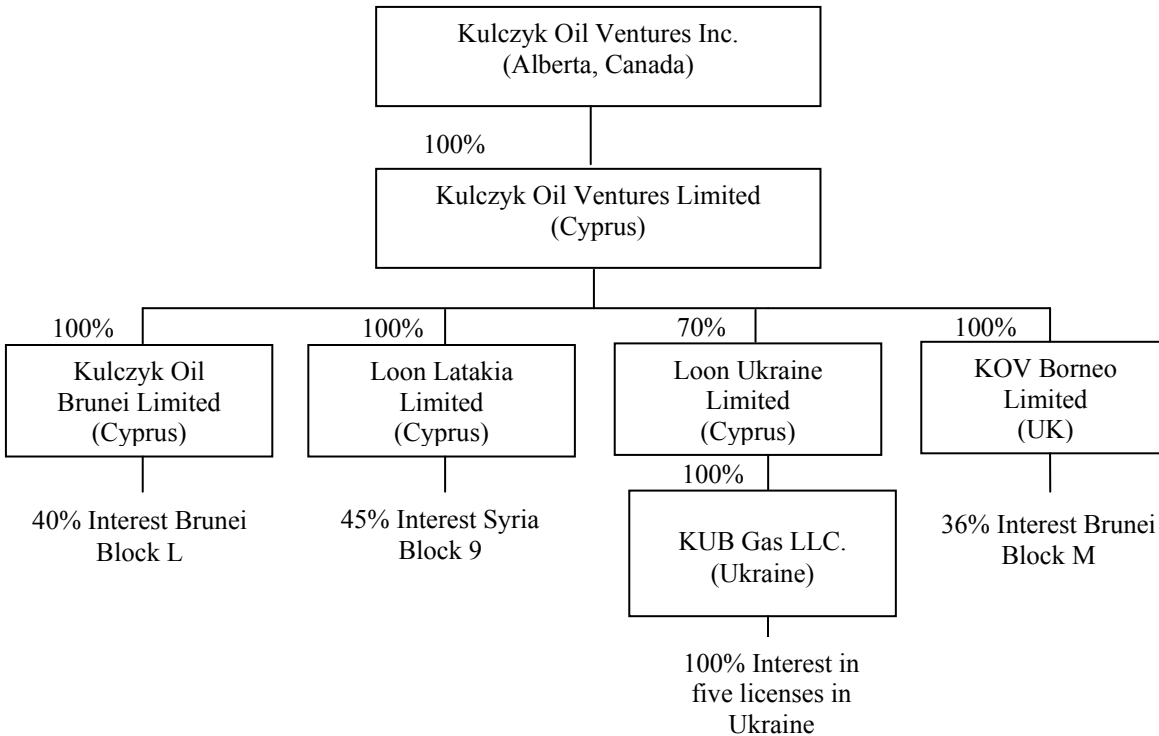 Kulczyk Oil Ventures Inc.
(Alberta, Canada)
100%
Kulczyk Oil Ventures Limited
(Cyprus)
100%
Kulczyk Oil
Brunei Limited
(Cyprus)
40% Interest Brunei
Block L
100%
Loon Latakia
Limited
(Cyprus)
45% Interest Syria
Block 9
70%
Loon Ukraine
Limited
(Cyprus)
100%
KUB Gas LLC.
(Ukraine)
100% Interest in
five licenses in
Ukraine
100%
KOV Borneo
Limited
(UK)
36% Interest Brunei
Block M